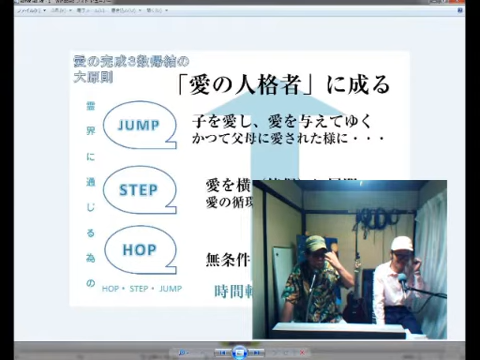 愛の完成3数帰結の
大原則
「愛の人格者」に成る
霊界に通じる為の
JUMP
子を愛し、愛を与えてゆく
かつて父母に愛された様に・・・
STEP
愛を横
愛の循環
HOP
無条件
HOP・STEP・JUMP
時間軸